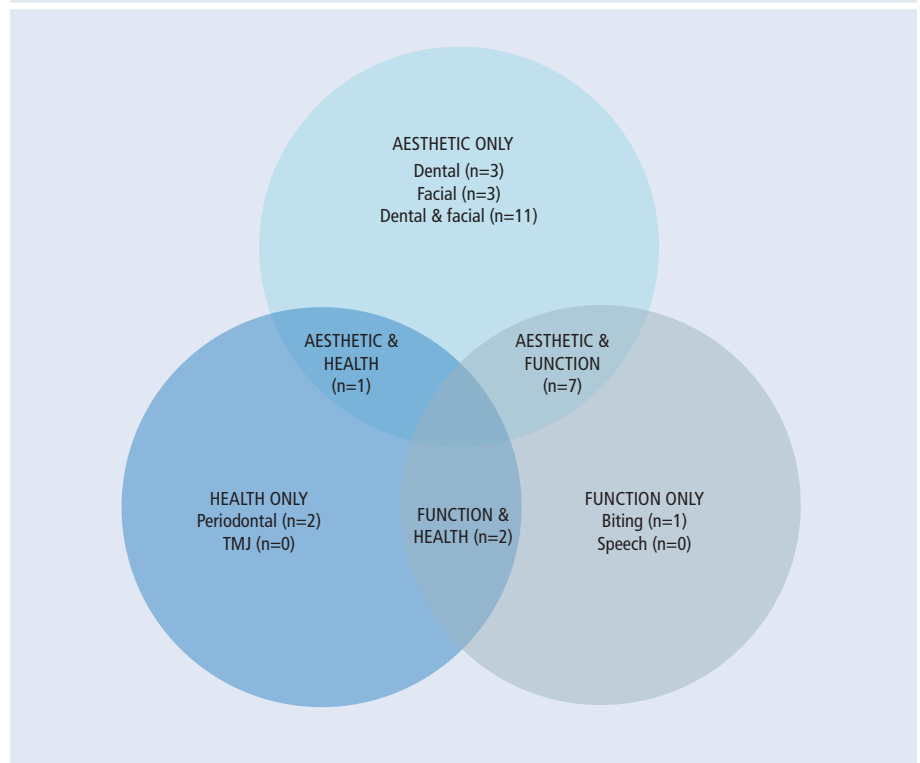 AESTHETIC ONLY
Dental (n=3)
Facial (n=3)
Dental & facial (n=11)
AESTHETIC &
HEALTH
(n=1)
AESTHETIC &
FUNCTION
(n=7)
HEALTH ONLY
Periodontal (n=2)
TMJ (n=0)
FUNCTION &
HEALTH (n=2)
FUNCTION ONLY
Biting (n=1)
Speech (n=0)